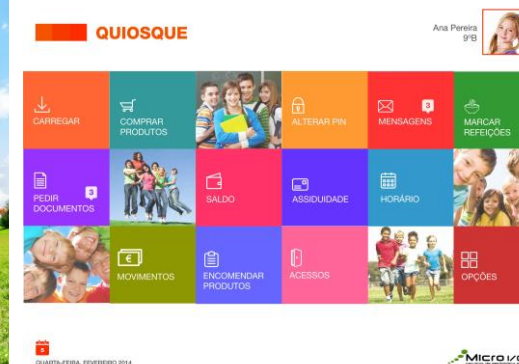 QUIOSQUE
Ana Pereira
9ºB
CARREGAR
COMPRAR
PRODUTOS
ALTERAR PIN
MENSAGENS
3
MARCAR
REFEIÇÕES
PEDIR
DOCUMENTOS
3
SALDO
ASSIDUIDADE
HORÁRIO
MOVIMENTOS
ENCOMENDAR
PRODUTOS
ACESSOS
OPÇÕES
5
QUARTA-FEIRA, FEVEREIRO 2014
MICRO I/O